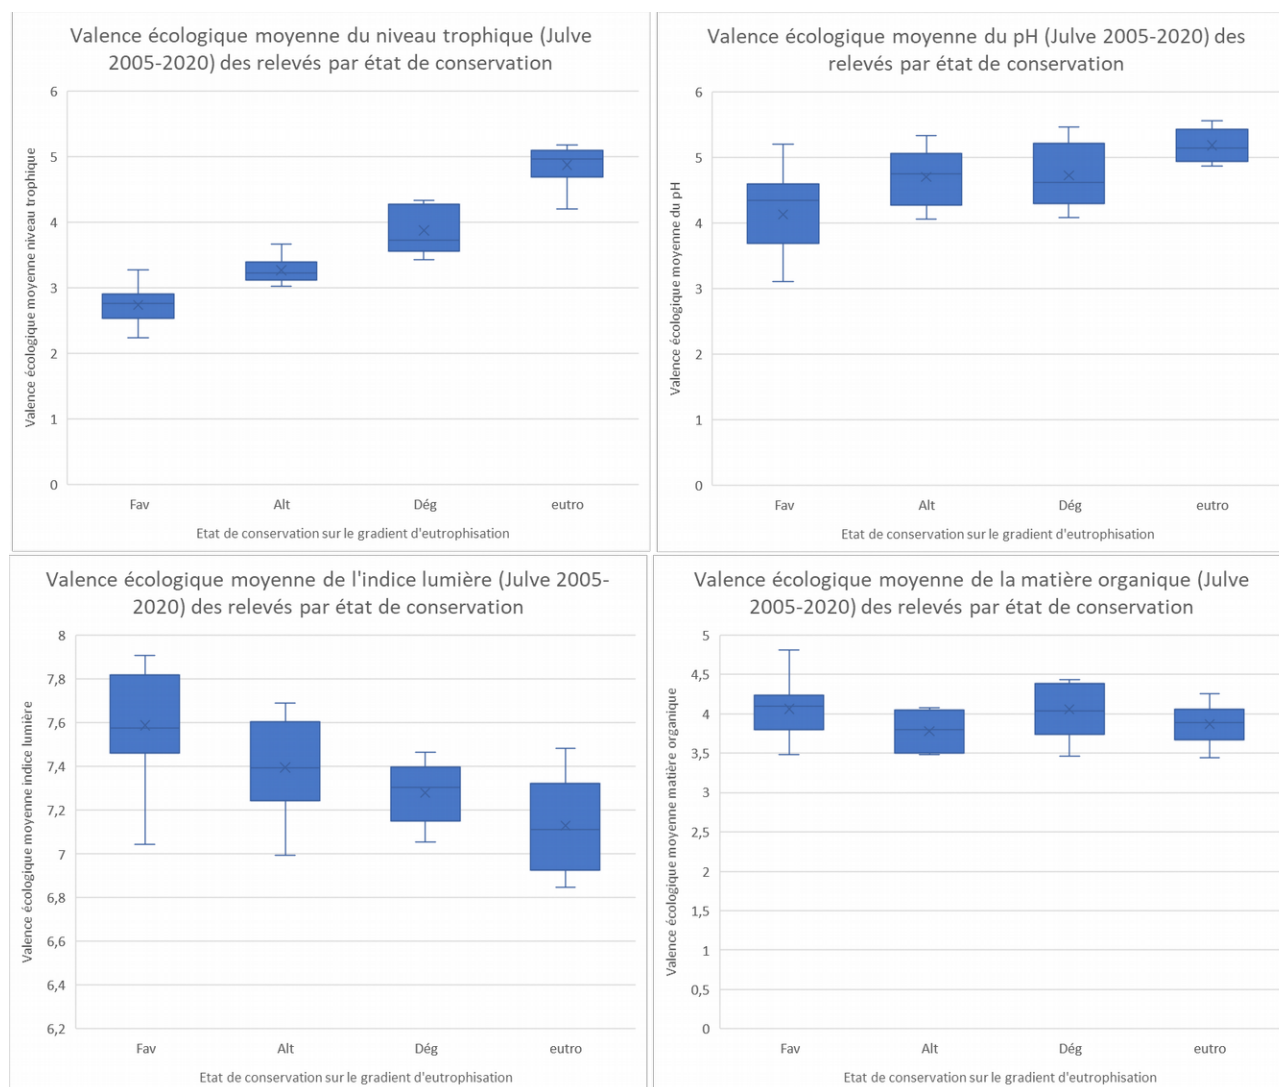 Valence écologique moyenne du niveau trophique (Julve
2005-2020) des relevés par état de conservation
6
5
4
3
2
1
0
Valence écologique moyenne niveau trophique
Fav Alt Dég eutro
Etat de conservation sur le gradient d'eutrophisation
Valence écologique moyenne du pH (Julve 2005-2020) des
relevés par état de conservation
6
5
4
3
2
1
0
Valence écologique moyenne du pH
Fav Alt Dég eutro
Etat de conservation sur le gradient d'eutrophisation
Valence écologique moyenne de l'indice lumière (Julve 2005-
2020) des relevés par état de conservation
8
7,8
7,6
7,4
7,2
7
6,8
6,6
6,4
6,2
Valence écologique moyenne indice lumière
Fav Alt Dég eutro
Etat de conservation sur le gradient d'eutrophisation
Valence écologique moyenne de la matière organique (Julve
2005-2020) des relevés par état de conservation
5
4,5
4
3,5
3
2,5
2
1,5
1
0,5
0
Valence écologique moyenne matière organique
Fav Alt Dég eutro
Etat de conservation sur le gradient d'eutrophisation